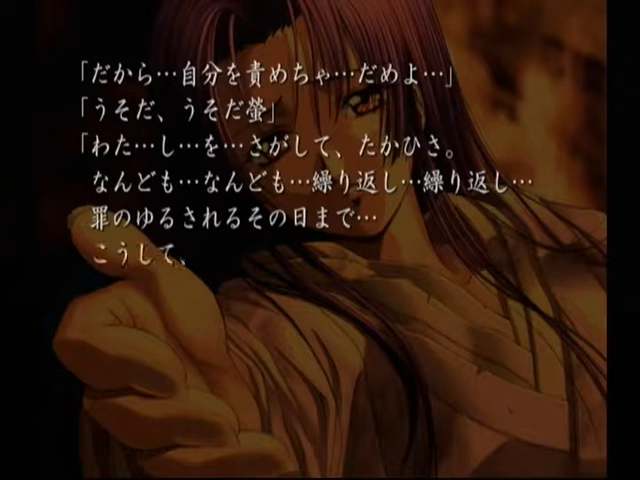 「だから…自分を責めちゃ…だめよ…」
「うそだ、うそだ螢」
「わた…し…を…さがして、たかひさ。
なんども…なんども…繰り返し…繰り返し…
罪のゆるされるその日まで…
こうして、